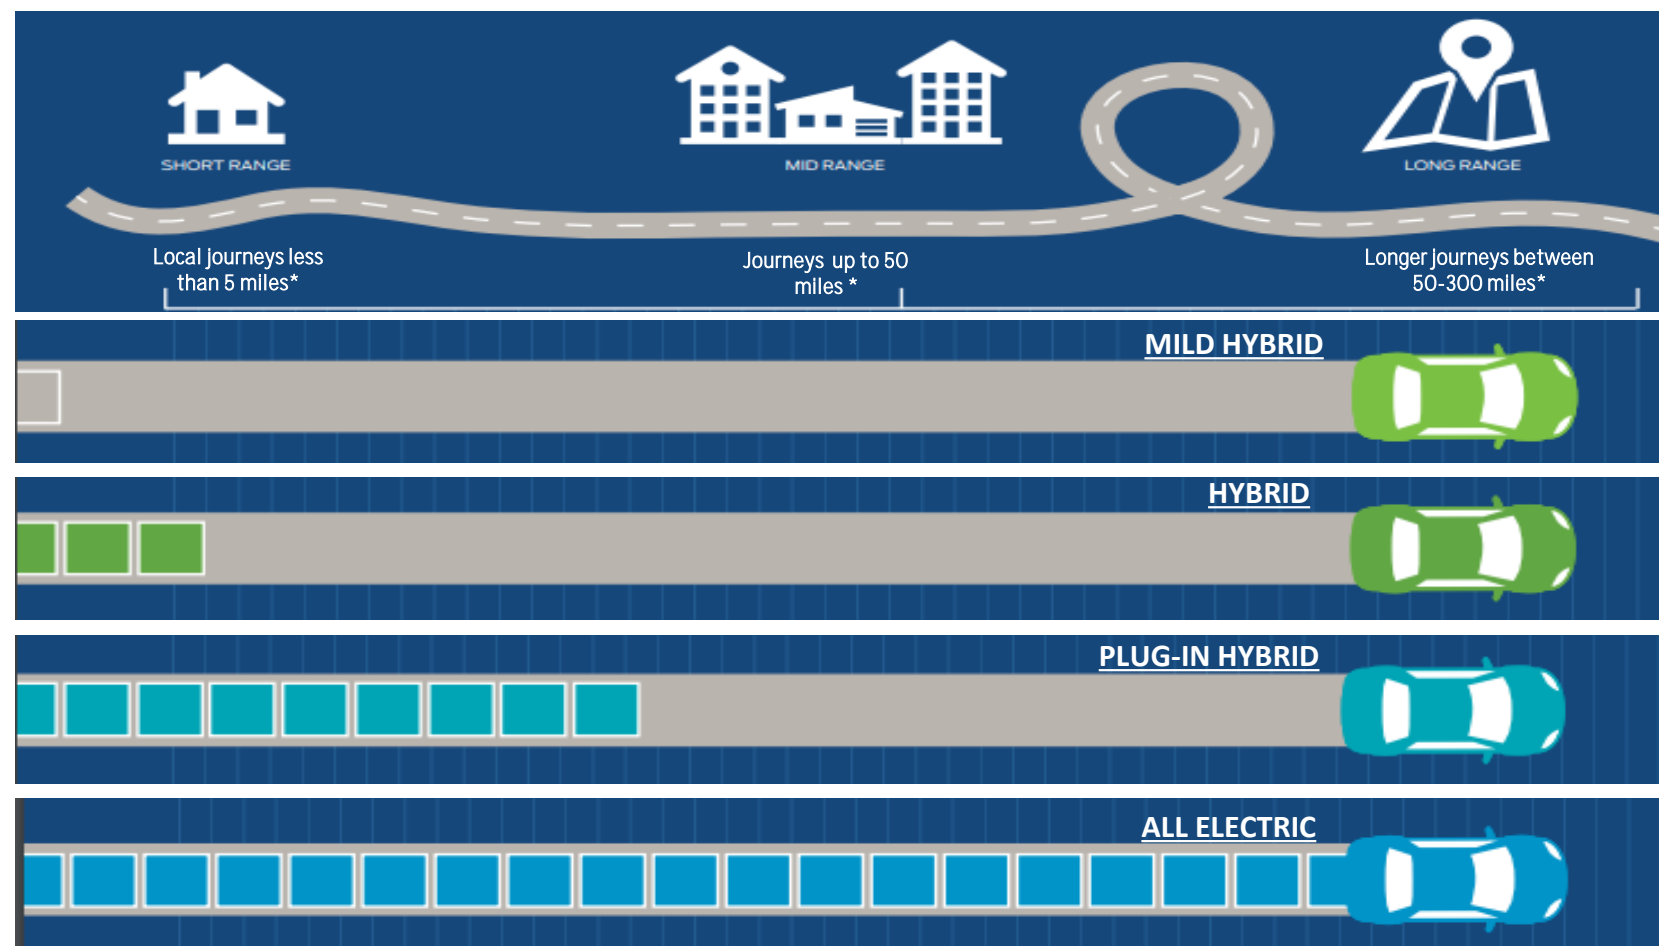 SHORT RANGE
MID RANGE
LONG RANGE
Local journeys less
than 5 miles*
Journeys up to 50
miles *
Longer journeys between
50-300 miles*
MILD HYBRID
HYBRID
PLUG-IN HYBRID
ALL ELECTRIC